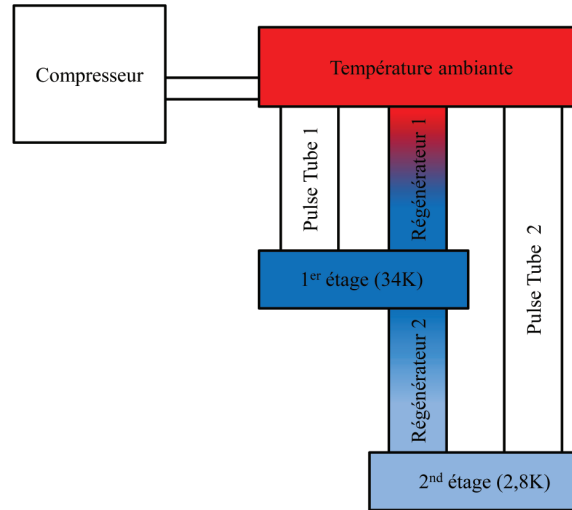 Compresseur
Température ambiante
Pulse Tube 1
Régénérateur 1
Pulse Tube 2
1er étage (34K)
Régénérateur 2
2nd étage (2,8K)